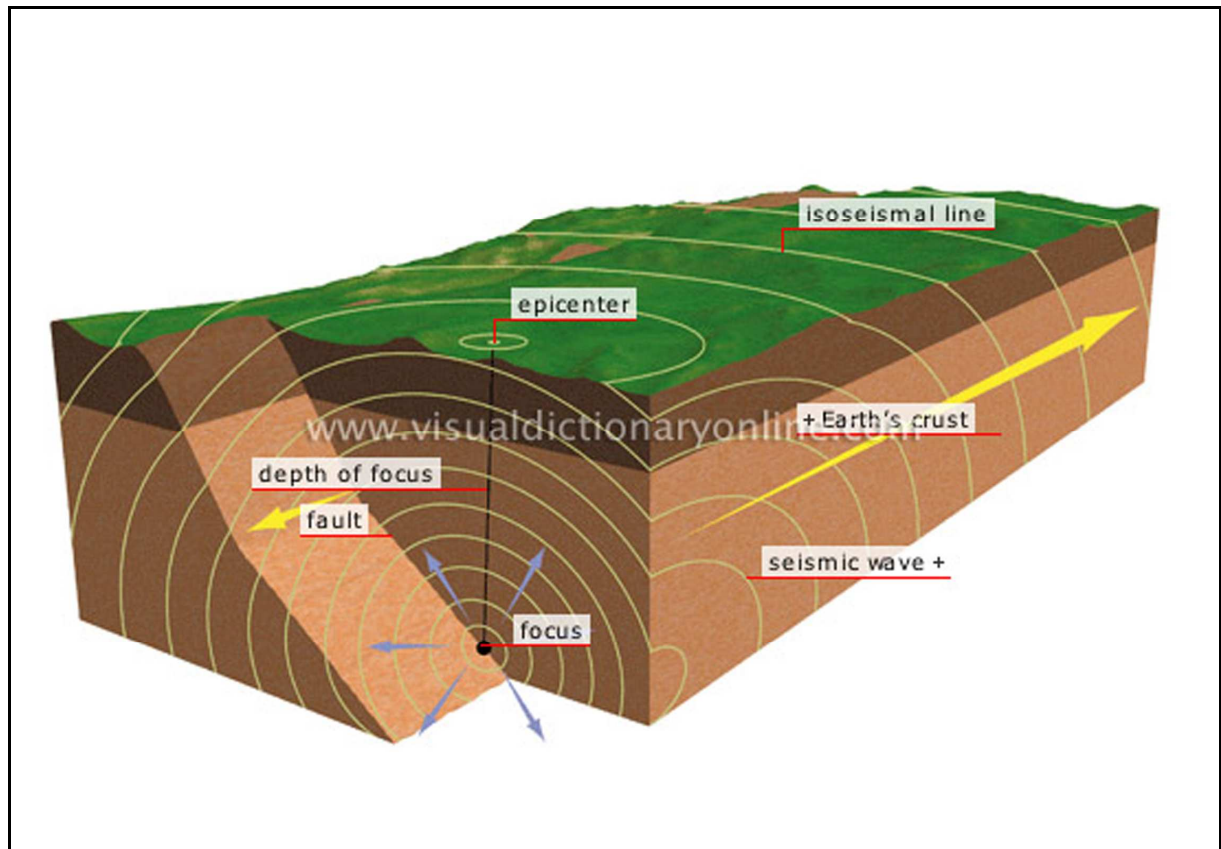 isoseismal line
epicenter
www.visualdictionaryonline.com
+ Earth's crust
depth of focus
fault
seismic wave +
focus